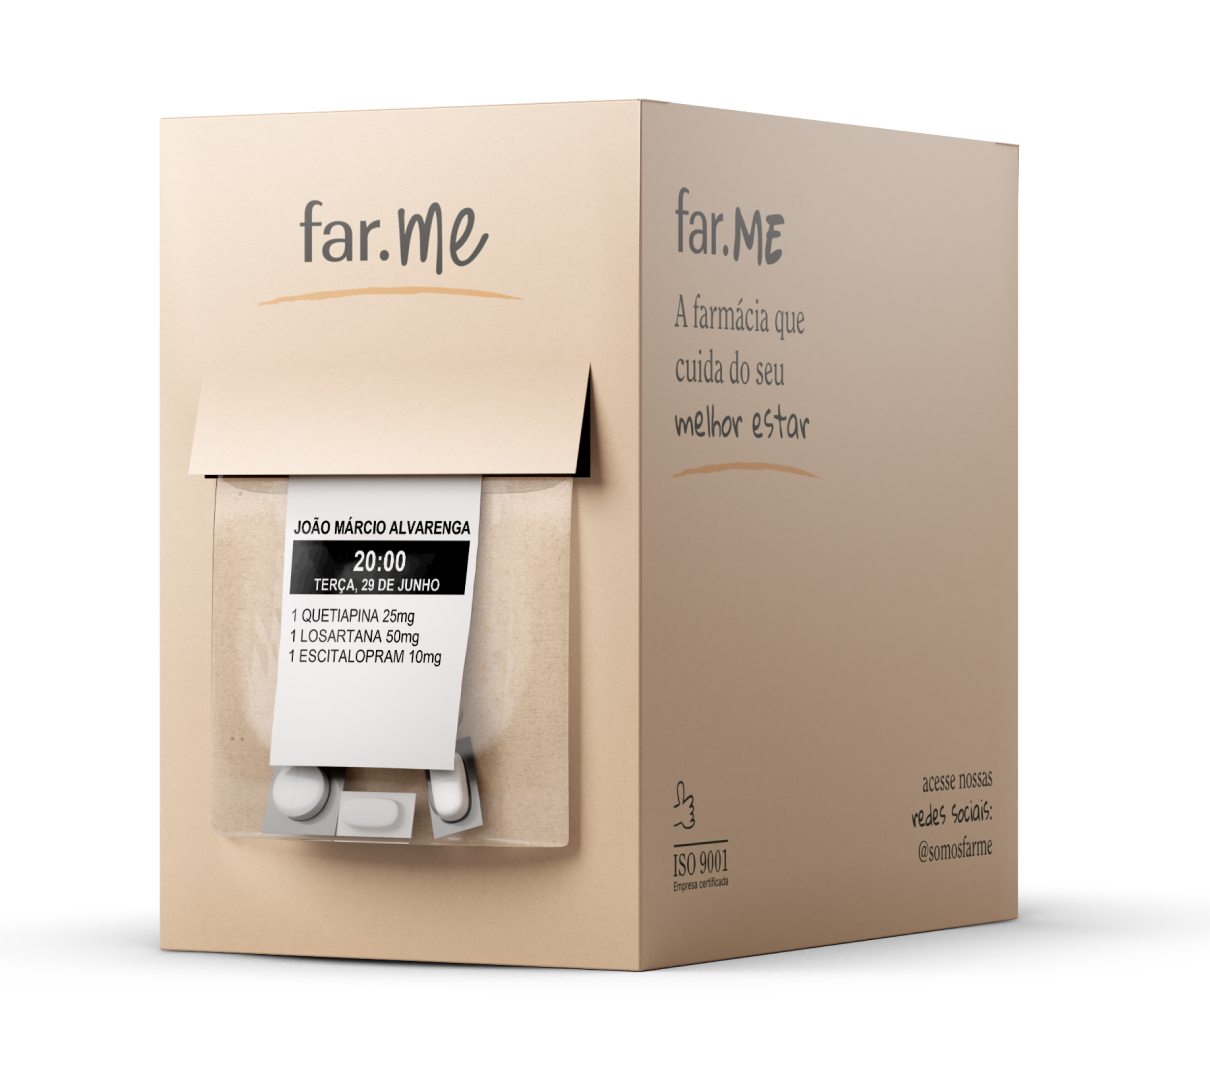 far.me
JOÃO MÁRCIO ALVARENGA
20:00
TERÇA, 29 DE JUNHO
1 QUETIAPINA 25mg
1 LOSARTANA 50mg
1 ESCITALOPRAM 10mg
far.ME
A farmácia que
cuida do seu
melhor estar
ISO 9001
Empresa certificada
acesse nossas
redes sociais:
@somosfarme